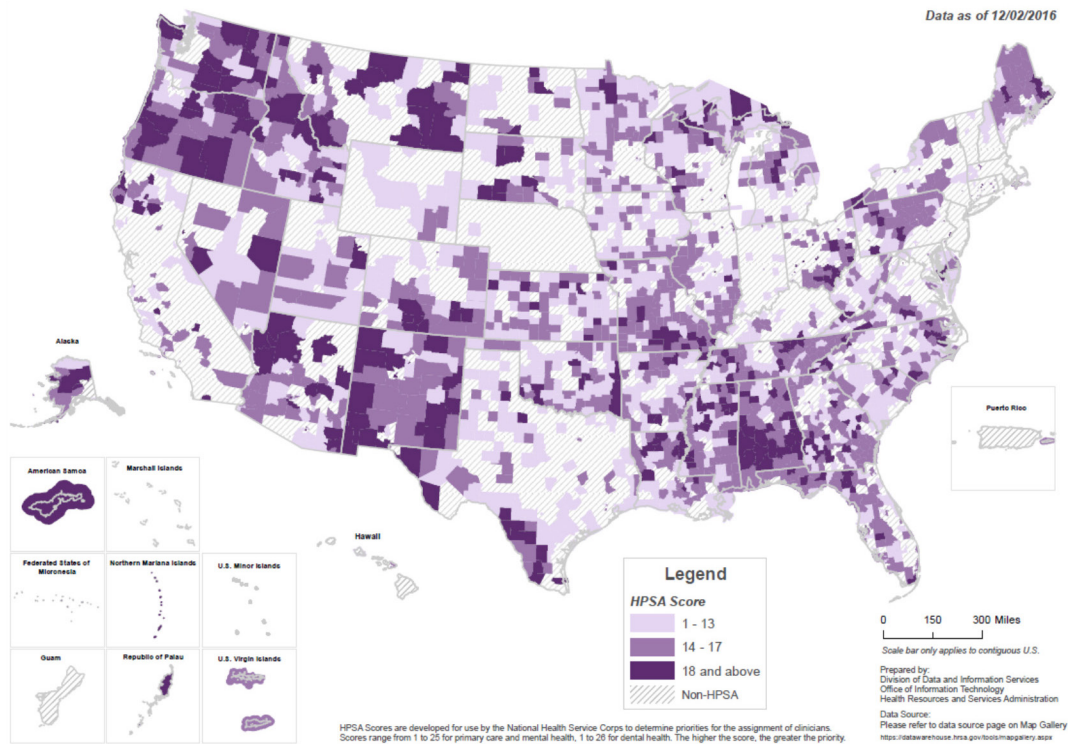 Data as of 12/02/2016
Alaska
Puerto Rico
American Samoa
Marshall Islands
Hawaii
Federated States of
Micronesia
Northern Mariana Islands
U.S. Minor Islands
Guam
Republic of Palau
U.S. Virgin Islands
Legend
HPSA Score
1 - 13
14 - 17
18 and above
Non-HPSA
0 150 300 Miles
Scale bar only applies to contiguous U.S.
Prepared by:
Division of Data and Information Services
Office of Information Technology
Health Resources and Services Administration
Data Source:
Please refer to data source page on Map Gallery
https://datawarehouse.hrsa.gov/tools/mapgallery.aspx
HPSA Scores are developed for use by the National Health Service Corps to determine priorities for the assignment of clinicians.
Scores range from 1 to 25 for primary care and mental health, 1 to 26 for dental health. The higher the score, the greater the priority.